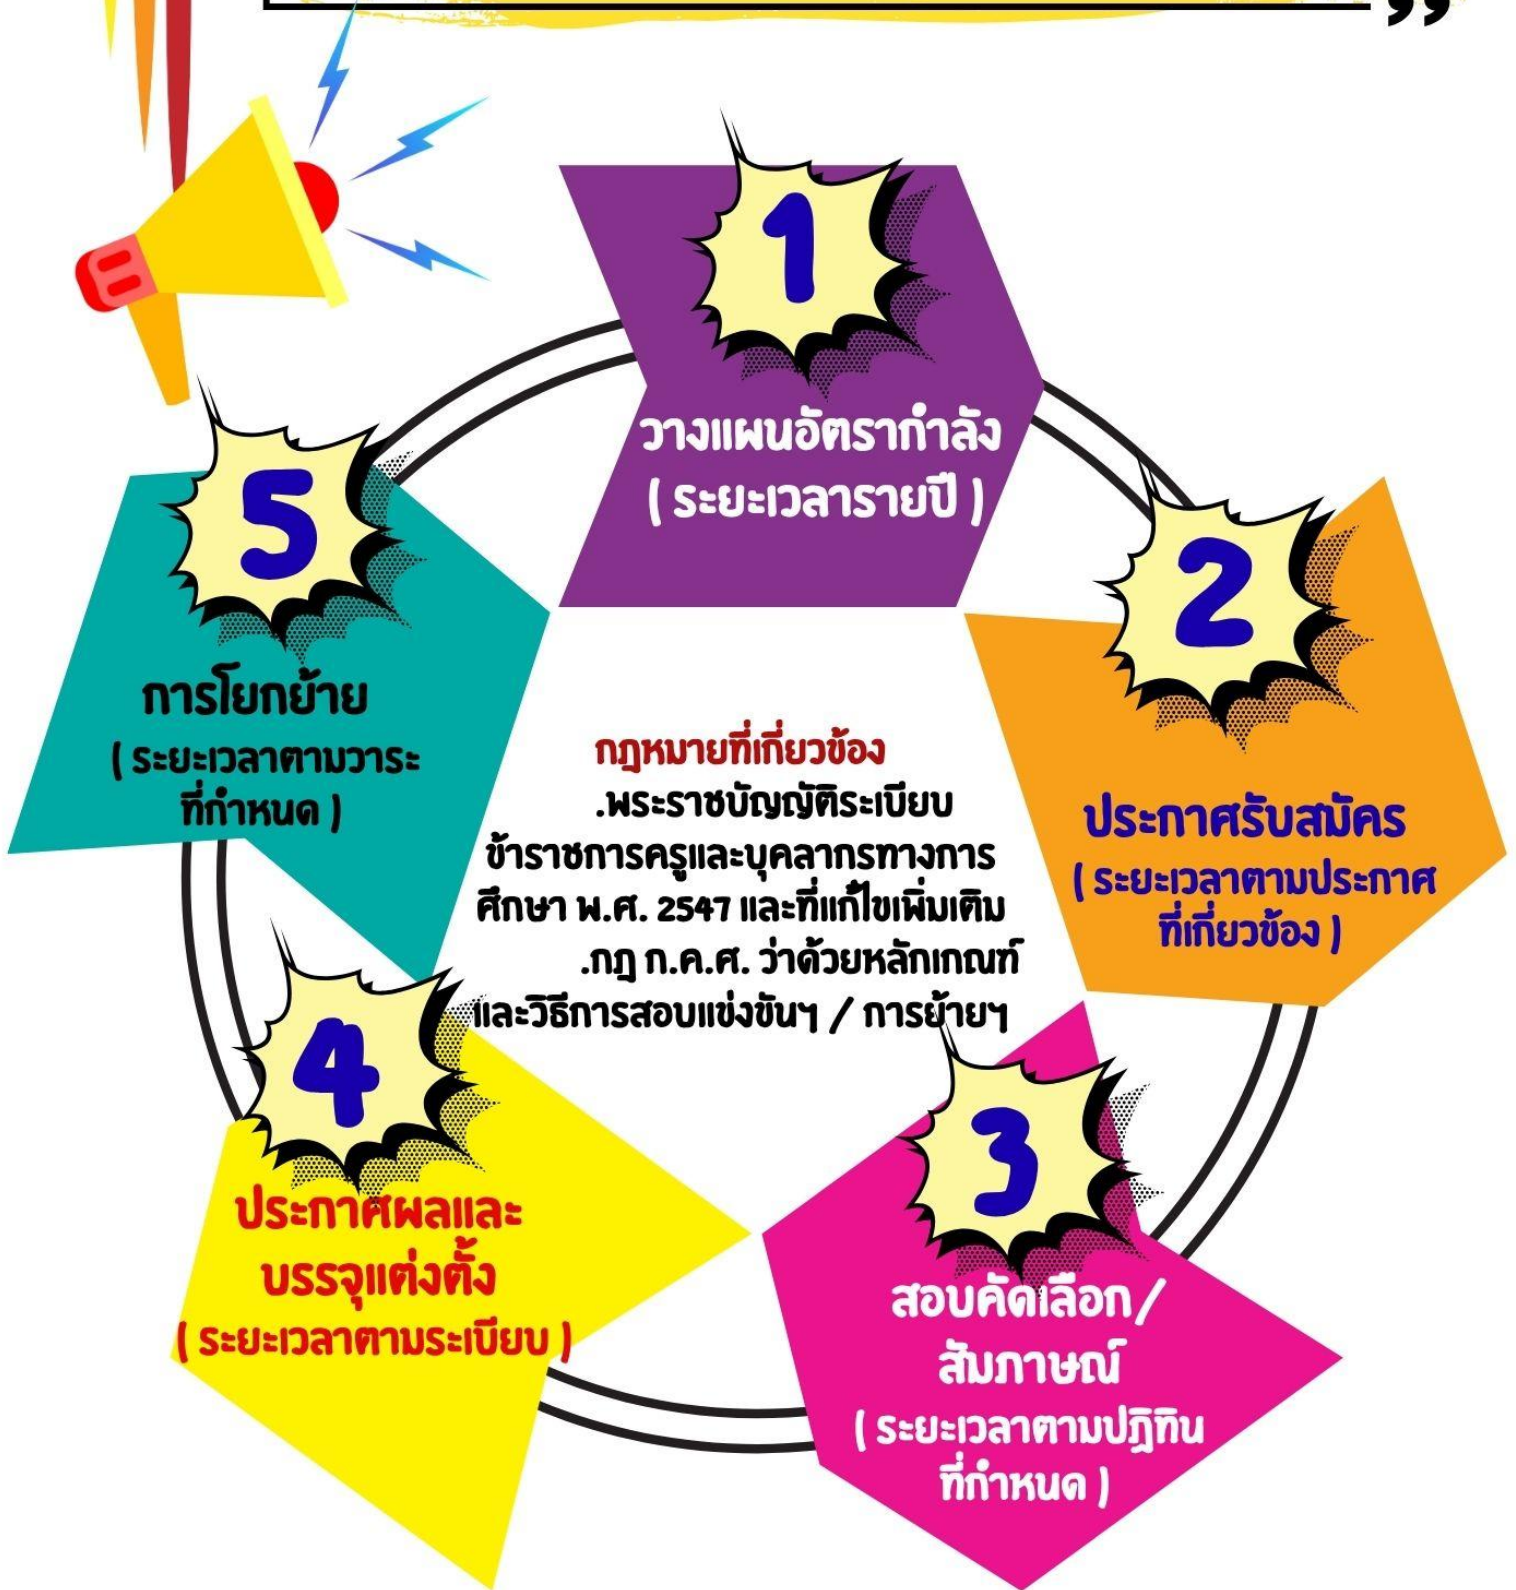 ”
1
วางแผนอัตรากำลัง
( ระยะเวลารายปี )
2
ประกาศรับสมัคร
( ระยะเวลาตามประกาศ
ที่เกี่ยวข้อง )
3
สอบคัดเลือก/
สัมภาษณ์
( ระยะเวลาตามปฏิทิน
ที่กำหนด )
4
ประกาศผลและ
บรรจุแต่งตั้ง
( ระยะเวลาตามระเบียบ )
5
การโยกย้าย
( ระยะเวลาตามวาระ
ที่กำหนด )
กฎหมายที่เกี่ยวข้อง
.พระราชบัญญัติระเบียบ
ข้าราชการครูและบุคลากรทางการ
ศึกษา พ.ศ. 2547 และที่แก้ไขเพิ่มเติม
.กฎ ก.ค.ศ. ว่าด้วยหลักเกณฑ์
และวิธีการสอบแข่งขันฯ / การย้ายฯ